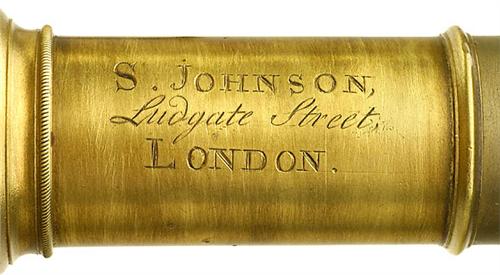 S. JOHNSON,
Ludgate Street,
LONDON.